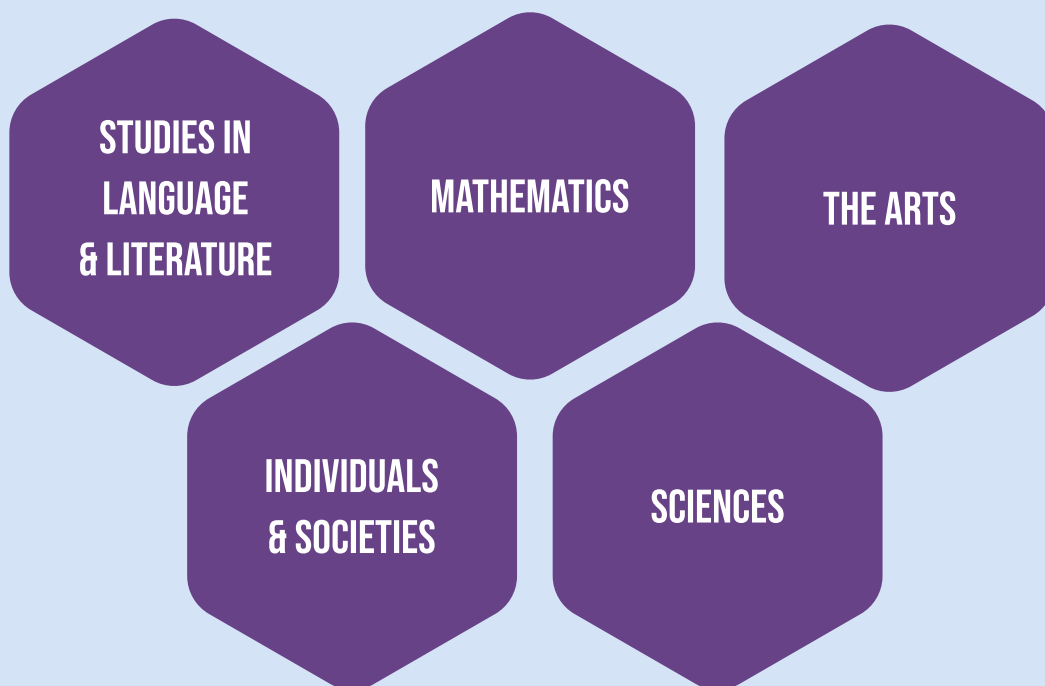 STUDIES IN
LANGUAGE
& LITERATURE
MATHEMATICS
THE ARTS
INDIVIDUALS
& SOCIETIES
SCIENCES